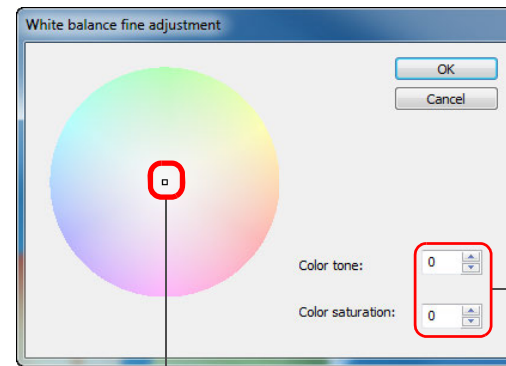 White balance fine adjustment
OK
Cancel
Color tone: 0
Color saturation: 0